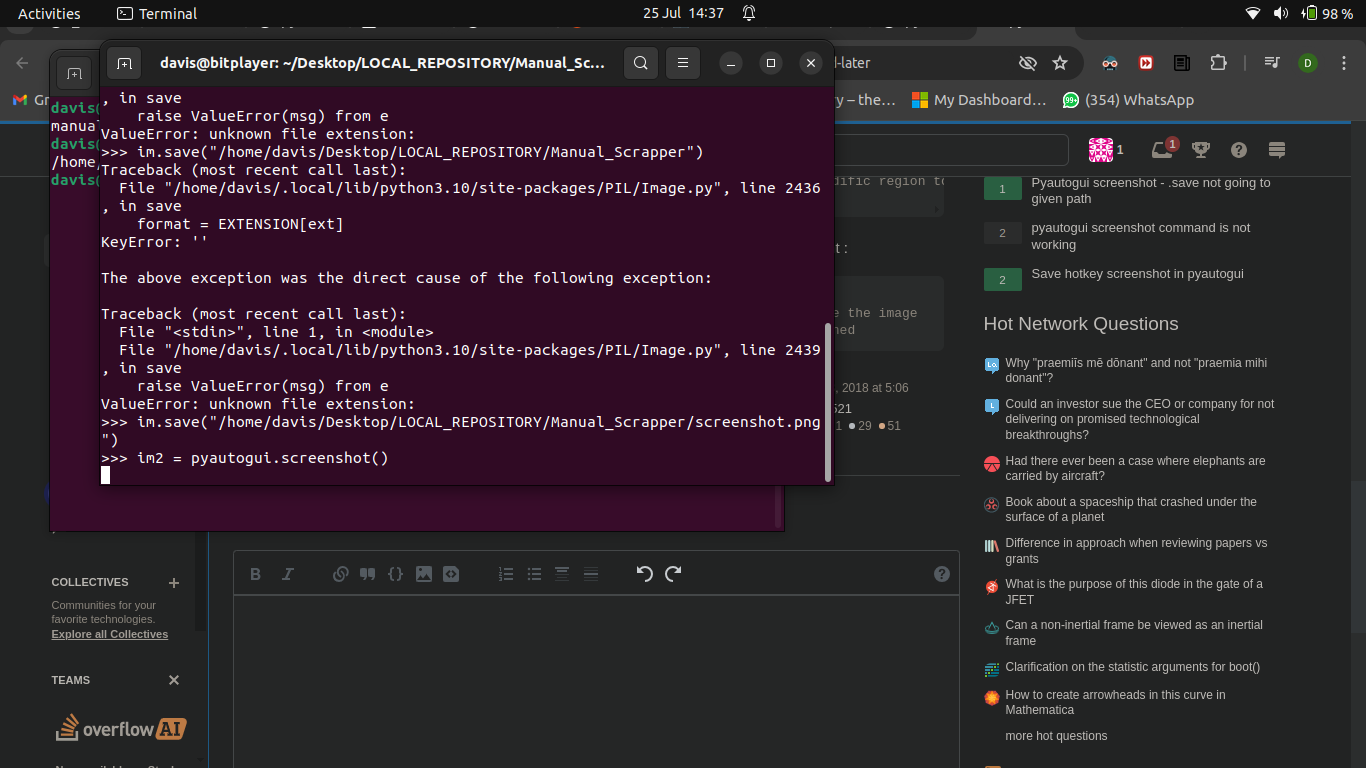 Activities
Terminal
25 Jul 14:37
98 %
davis@bitplayer: ~/Desktop/LOCAL_REPOSITORY/Manual_Sc...
d-later
Gr
y – the...
My Dashboard...
99+
(354) WhatsApp
D
davis@
manual
davis@
/home,
davis@
, in save
    raise ValueError(msg) from e
ValueError: unknown file extension:
>>> im.save("/home/davis/Desktop/LOCAL_REPOSITORY/Manual_Scrapper")
Traceback (most recent call last):
  File "/home/davis/.local/lib/python3.10/site-packages/PIL/Image.py", line 2436
, in save
    format = EXTENSION[ext]
KeyError: ''
The above exception was the direct cause of the following exception:
Traceback (most recent call last):
  File "<stdin>", line 1, in <module>
  File "/home/davis/.local/lib/python3.10/site-packages/PIL/Image.py", line 2439
, in save
    raise ValueError(msg) from e
ValueError: unknown file extension:
>>> im.save("/home/davis/Desktop/LOCAL_REPOSITORY/Manual_Scrapper/screenshot.png
")
>>> im2 = pyautogui.screenshot()
1
1
dific region to
t :
e the image
ned
, 2018 at 5:06
521
1 29 51
COLLECTIVES
Communities for your
favorite technologies.
Explore all Collectives
TEAMS
overflow AI
B I
1 Pyautogui screenshot - .save not going to
given path
2 pyautogui screenshot command is not
working
2 Save hotkey screenshot in pyautogui
Hot Network Questions
Why "praemiīs mē dōnant" and not "praemia mihi
donant"?
Could an investor sue the CEO or company for not
delivering on promised technological
breakthroughs?
Had there ever been a case where elephants are
carried by aircraft?
Book about a spaceship that crashed under the
surface of a planet
Difference in approach when reviewing papers vs
grants
What is the purpose of this diode in the gate of a
JFET
Can a non-inertial frame be viewed as an inertial
frame
Clarification on the statistic arguments for boot()
How to create arrowheads in this curve in
Mathematica
more hot questions